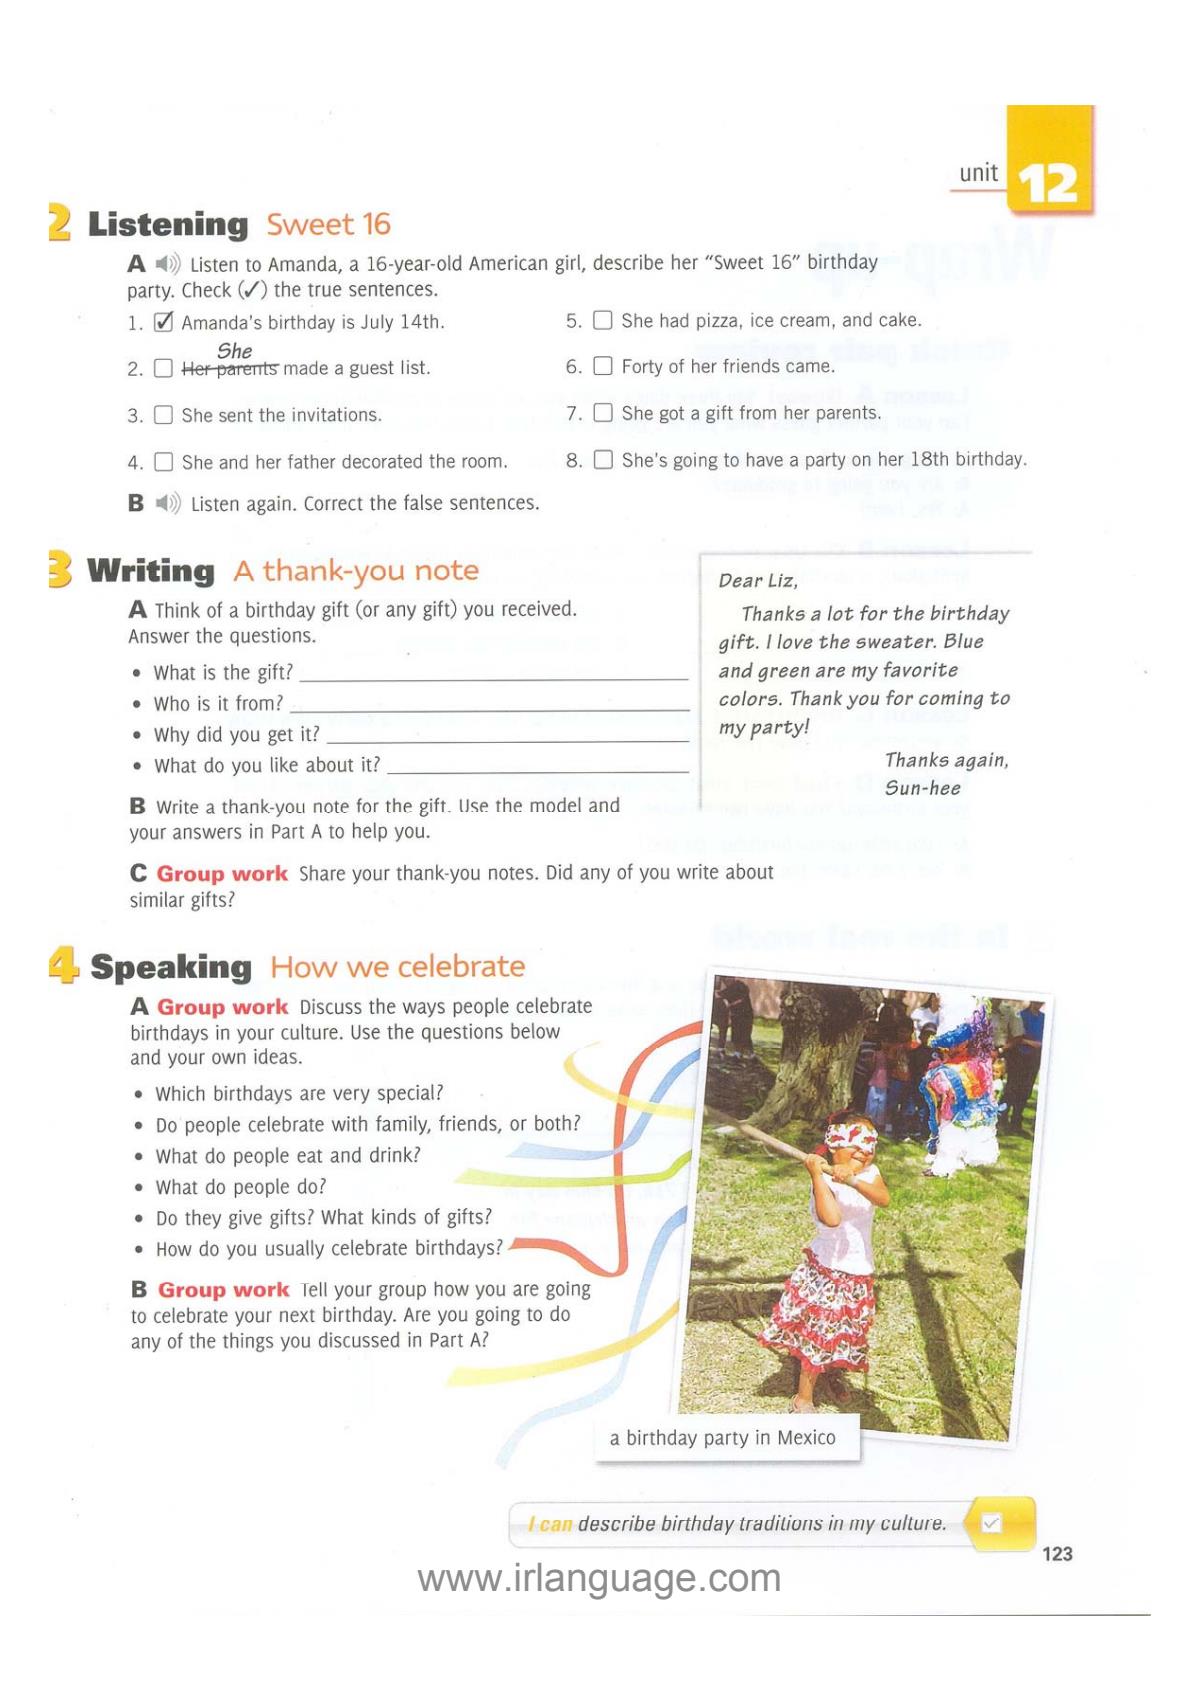 unit 12
2 Listening Sweet 16
A Listen to Amanda, a 16-year-old American girl, describe her “Sweet 16” birthday
party. Check (✓) the true sentences.
1. ☑ Amanda's birthday is July 14th.
She
2. ☐ Her parents made a guest list.
3. ☐ She sent the invitations.
4. ☐ She and her father decorated the room.
5. ☐ She had pizza, ice cream, and cake.
6. ☐ Forty of her friends came.
7. ☐ She got a gift from her parents.
8. ☐ She's going to have a party on her 18th birthday.
B Listen again. Correct the false sentences.
3 Writing A thank-you note
A Think of a birthday gift (or any gift) you received.
Answer the questions.
• What is the gift?
• Who is it from?
• Why did you get it?
• What do you like about it?
B Write a thank-you note for the gift. Use the model and
your answers in Part A to help you.
Dear Liz,
Thanks a lot for the birthday
gift. I love the sweater. Blue
and green are my favorite
colors. Thank you for coming to
my party!
Thanks again,
Sun-hee
C Group work Share your thank-you notes. Did any of you write about
similar gifts?
4 Speaking How we celebrate
A Group work Discuss the ways people celebrate
birthdays in your culture. Use the questions below
and your own ideas.
• Which birthdays are very special?
• Do people celebrate with family, friends, or both?
• What do people eat and drink?
• What do people do?
• Do they give gifts? What kinds of gifts?
• How do you usually celebrate birthdays?
B Group work Tell your group how you are going
to celebrate your next birthday. Are you going to do
any of the things you discussed in Part A?
a birthday party in Mexico
I can describe birthday traditions in my culture.
123
www.irlanguage.com